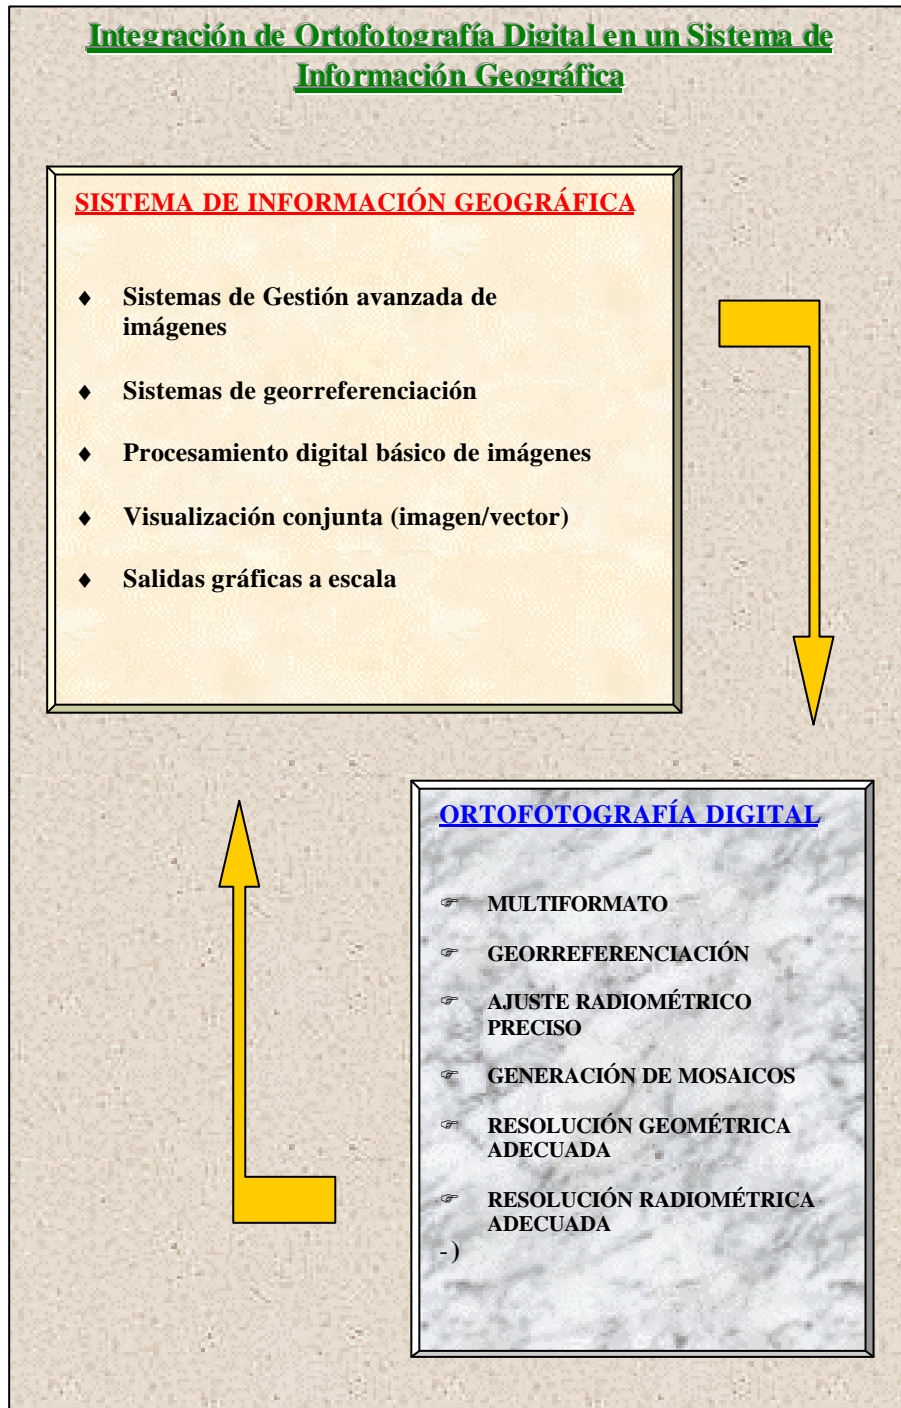 Integración de Ortofotografía Digital en un Sistema de
Información Geográfica
SISTEMA DE INFORMACIÓN GEOGRÁFICA
♦ Sistemas de Gestión avanzada de
imágenes
♦ Sistemas de georreferenciación
♦ Procesamiento digital básico de imágenes
♦ Visualización conjunta (imagen/vector)
♦ Salidas gráficas a escala
ORTOFOTOGRAFÍA DIGITAL
☞ MULTIFORMATO
☞ GEORREFERENCIACIÓN
☞ AJUSTE RADIOMÉTRICO
PRECISO
☞ GENERACIÓN DE MOSAICOS
☞ RESOLUCIÓN GEOMÉTRICA
ADECUADA
☞ RESOLUCIÓN RADIOMÉTRICA
ADECUADA
-)